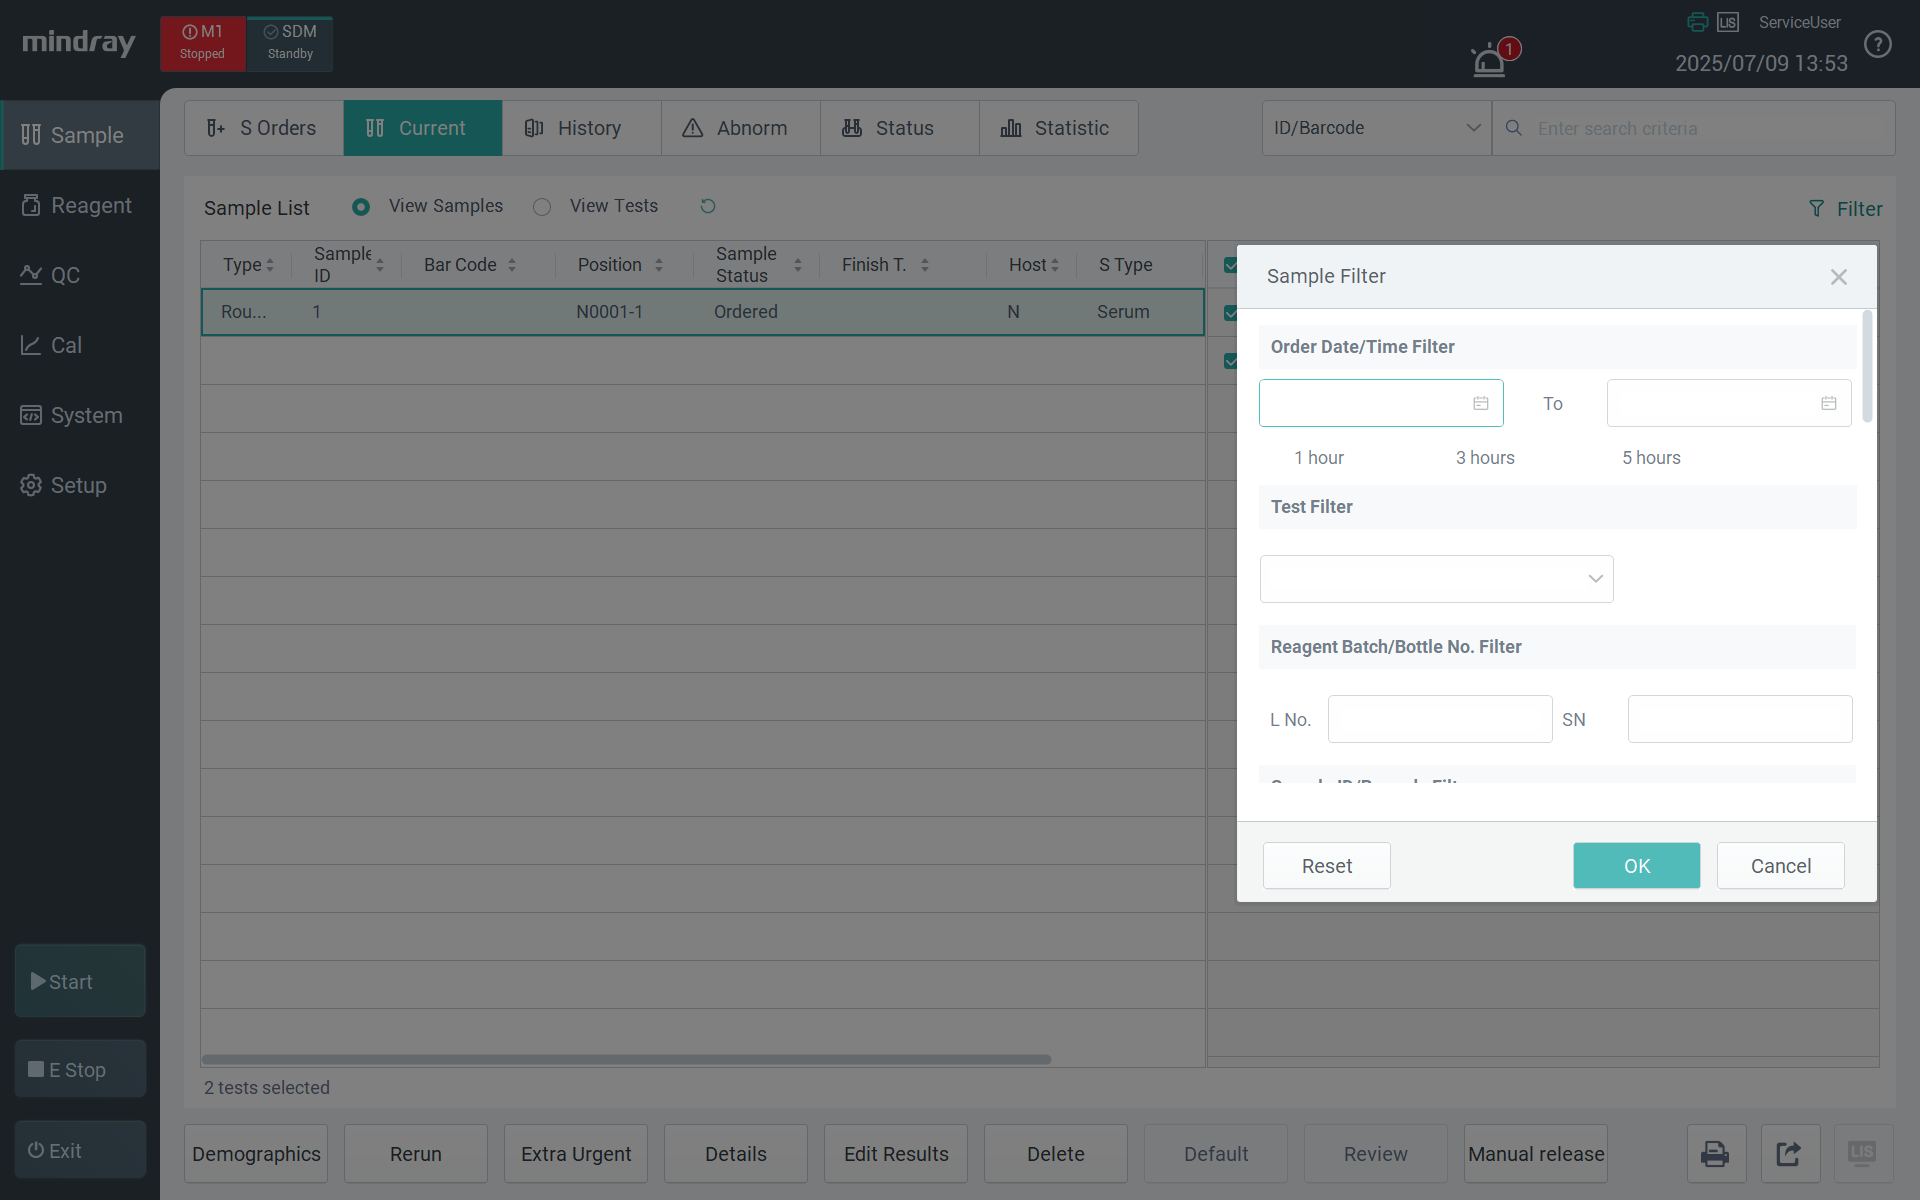 mindray
M1
Stopped
SDM
Standby
1
LIS
ServiceUser
2025/07/09 13:53
?
Sample
Reagent
QC
Cal
System
Setup
Start
E Stop
Exit
S Orders
Current
History
Abnorm
Status
Statistic
ID/Barcode
Enter search criteria
Sample List
View Samples
View Tests
Filter
Type
Sample ID
Bar Code
Position
Sample Status
Finish T.
Host
S Type
Rou...
1
N0001-1
Ordered
N
Serum
2 tests selected
Sample Filter
Order Date/Time Filter
To
1 hour
3 hours
5 hours
Test Filter
Reagent Batch/Bottle No. Filter
L No.
SN
Reset
OK
Cancel
Demographics
Rerun
Extra Urgent
Details
Edit Results
Delete
Default
Review
Manual release
LIS